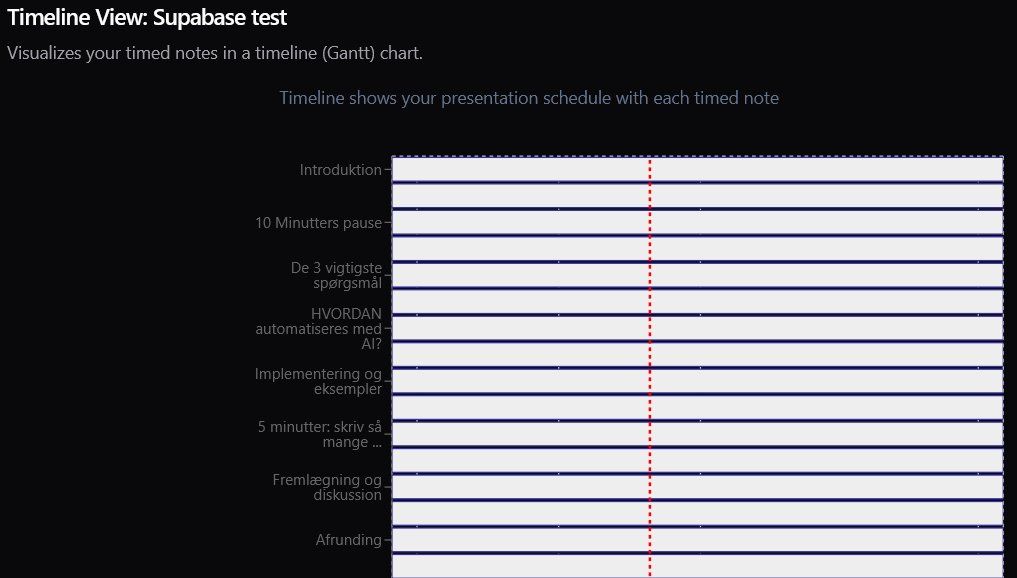 Timeline View: Supabase test
Visualizes your timed notes in a timeline (Gantt) chart.
Timeline shows your presentation schedule with each timed note
Introduktion
10 Minutters pause
De 3 vigtigste
spørgsmål
HVORDAN
automatiseres med
AI?
Implementering og
eksempler
5 minutter: skriv så
mange ...
Fremlægning og
diskussion
Afrunding